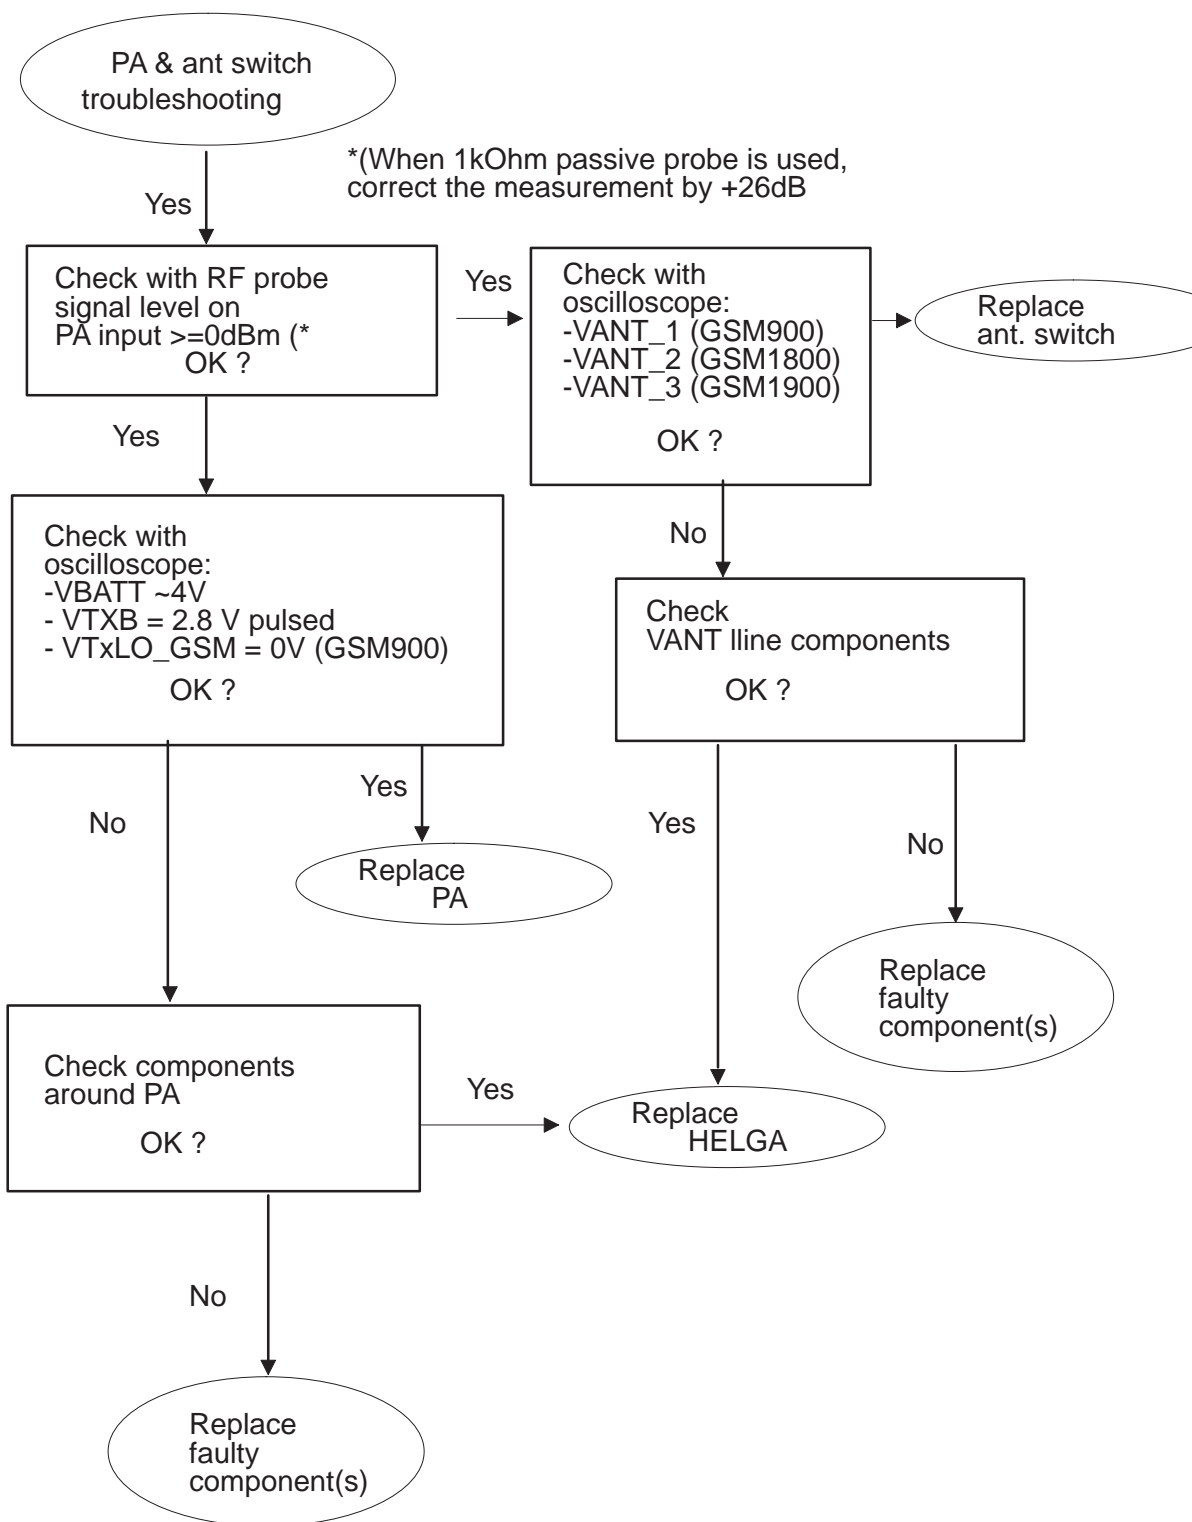 PA & ant switch
troubleshooting
*(When 1kOhm passive probe is used,
correct the measurement by +26dB
Yes
Check with RF probe
signal level on
PA input >=0dBm (*
OK ?
Yes
Check with
oscilloscope:
-VANT_1 (GSM900)
-VANT_2 (GSM1800)
-VANT_3 (GSM1900)
OK ?
Replace
ant. switch
Yes
No
Check with
oscilloscope:
-VBATT ~4V
- VTXB = 2.8 V pulsed
- VTxLO_GSM = 0V (GSM900)
OK ?
Check
VANT lline components
OK ?
No
Yes
Yes
No
Replace
PA
Replace
faulty
component(s)
Check components
around PA
OK ?
Yes
Replace
HELGA
No
Replace
faulty
component(s)